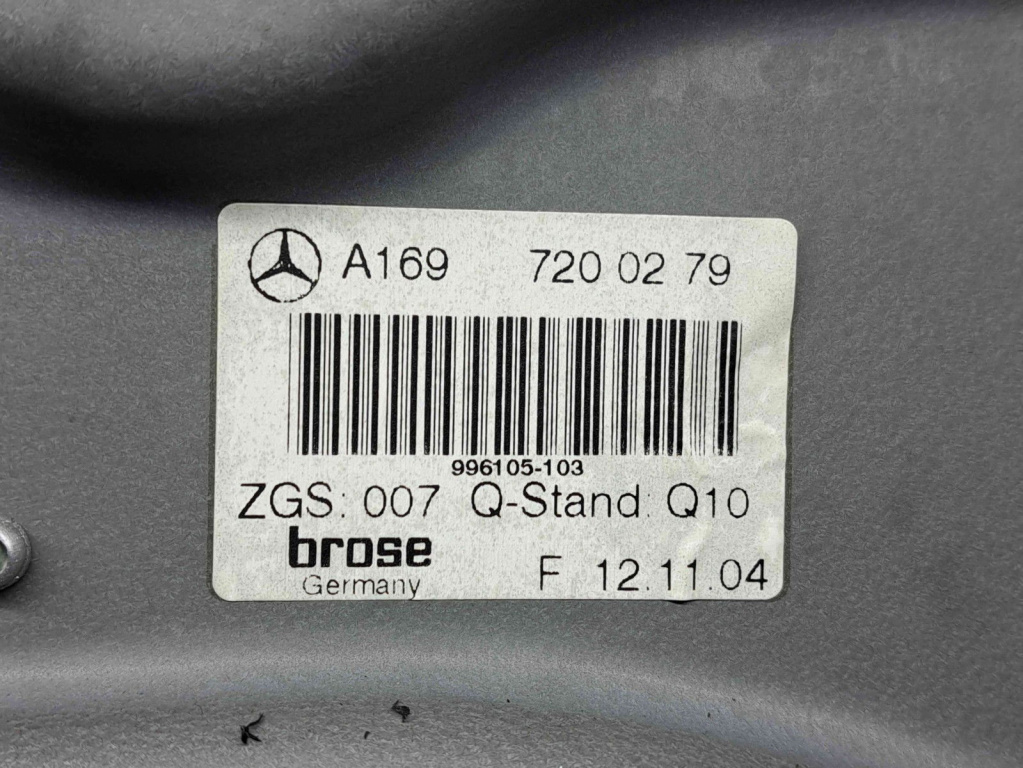 A169 720 02 79
996105-103
ZGS: 007 Q-Stand: Q10
brose
Germany
F 12.11.04